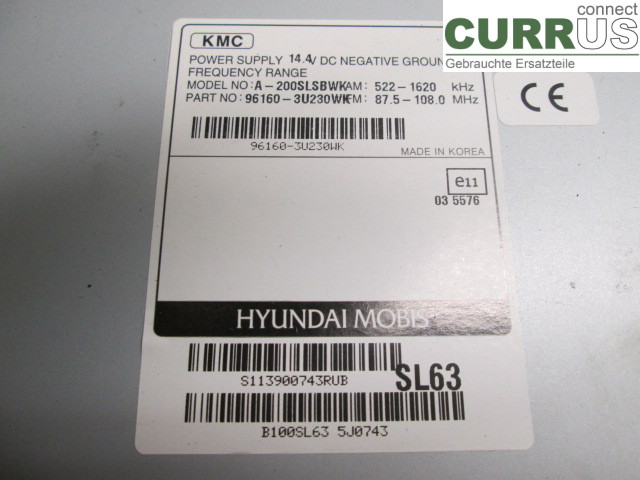 connect
CURRUS
Gebrauchte Ersatzteile
KMC
POWER SUPPLY 14.4V DC NEGATIVE GROUN
FREQUENCY RANGE
MODEL NO: A-200SLSBWK AM: 522-1620 kHz
PART NO: 96160-3U230WK FM: 87.5-108.0 MHz
96160-3U230WK
MADE IN KOREA
CE
e11
03 5576
HYUNDAI MOBIS
S113900743RUB
SL63
B100SL63 5J0743